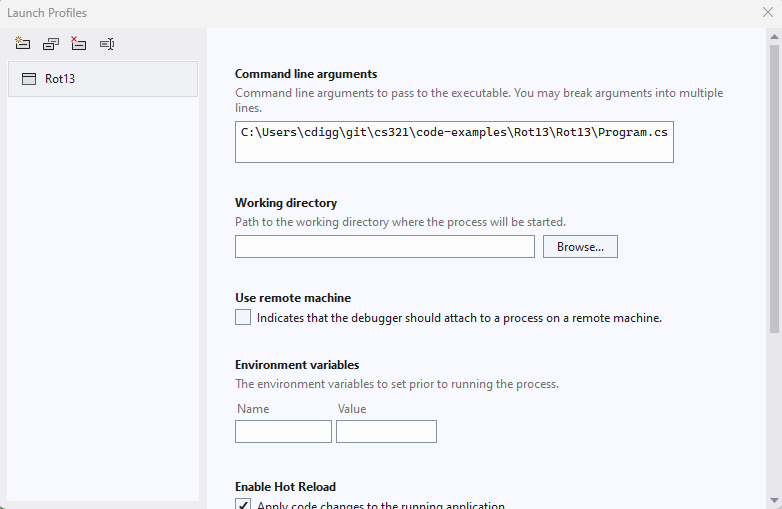 Launch Profiles
Rot13
Command line arguments
Command line arguments to pass to the executable. You may break arguments into multiple
lines.
C:\Users\cdigg\git\cs321\code-examples\Rot13\Rot13\Program.cs
Working directory
Path to the working directory where the process will be started.
Browse...
Use remote machine
Indicates that the debugger should attach to a process on a remote machine.
Environment variables
The environment variables to set prior to running the process.
Name Value
Enable Hot Reload
Apply code changes to the running application.